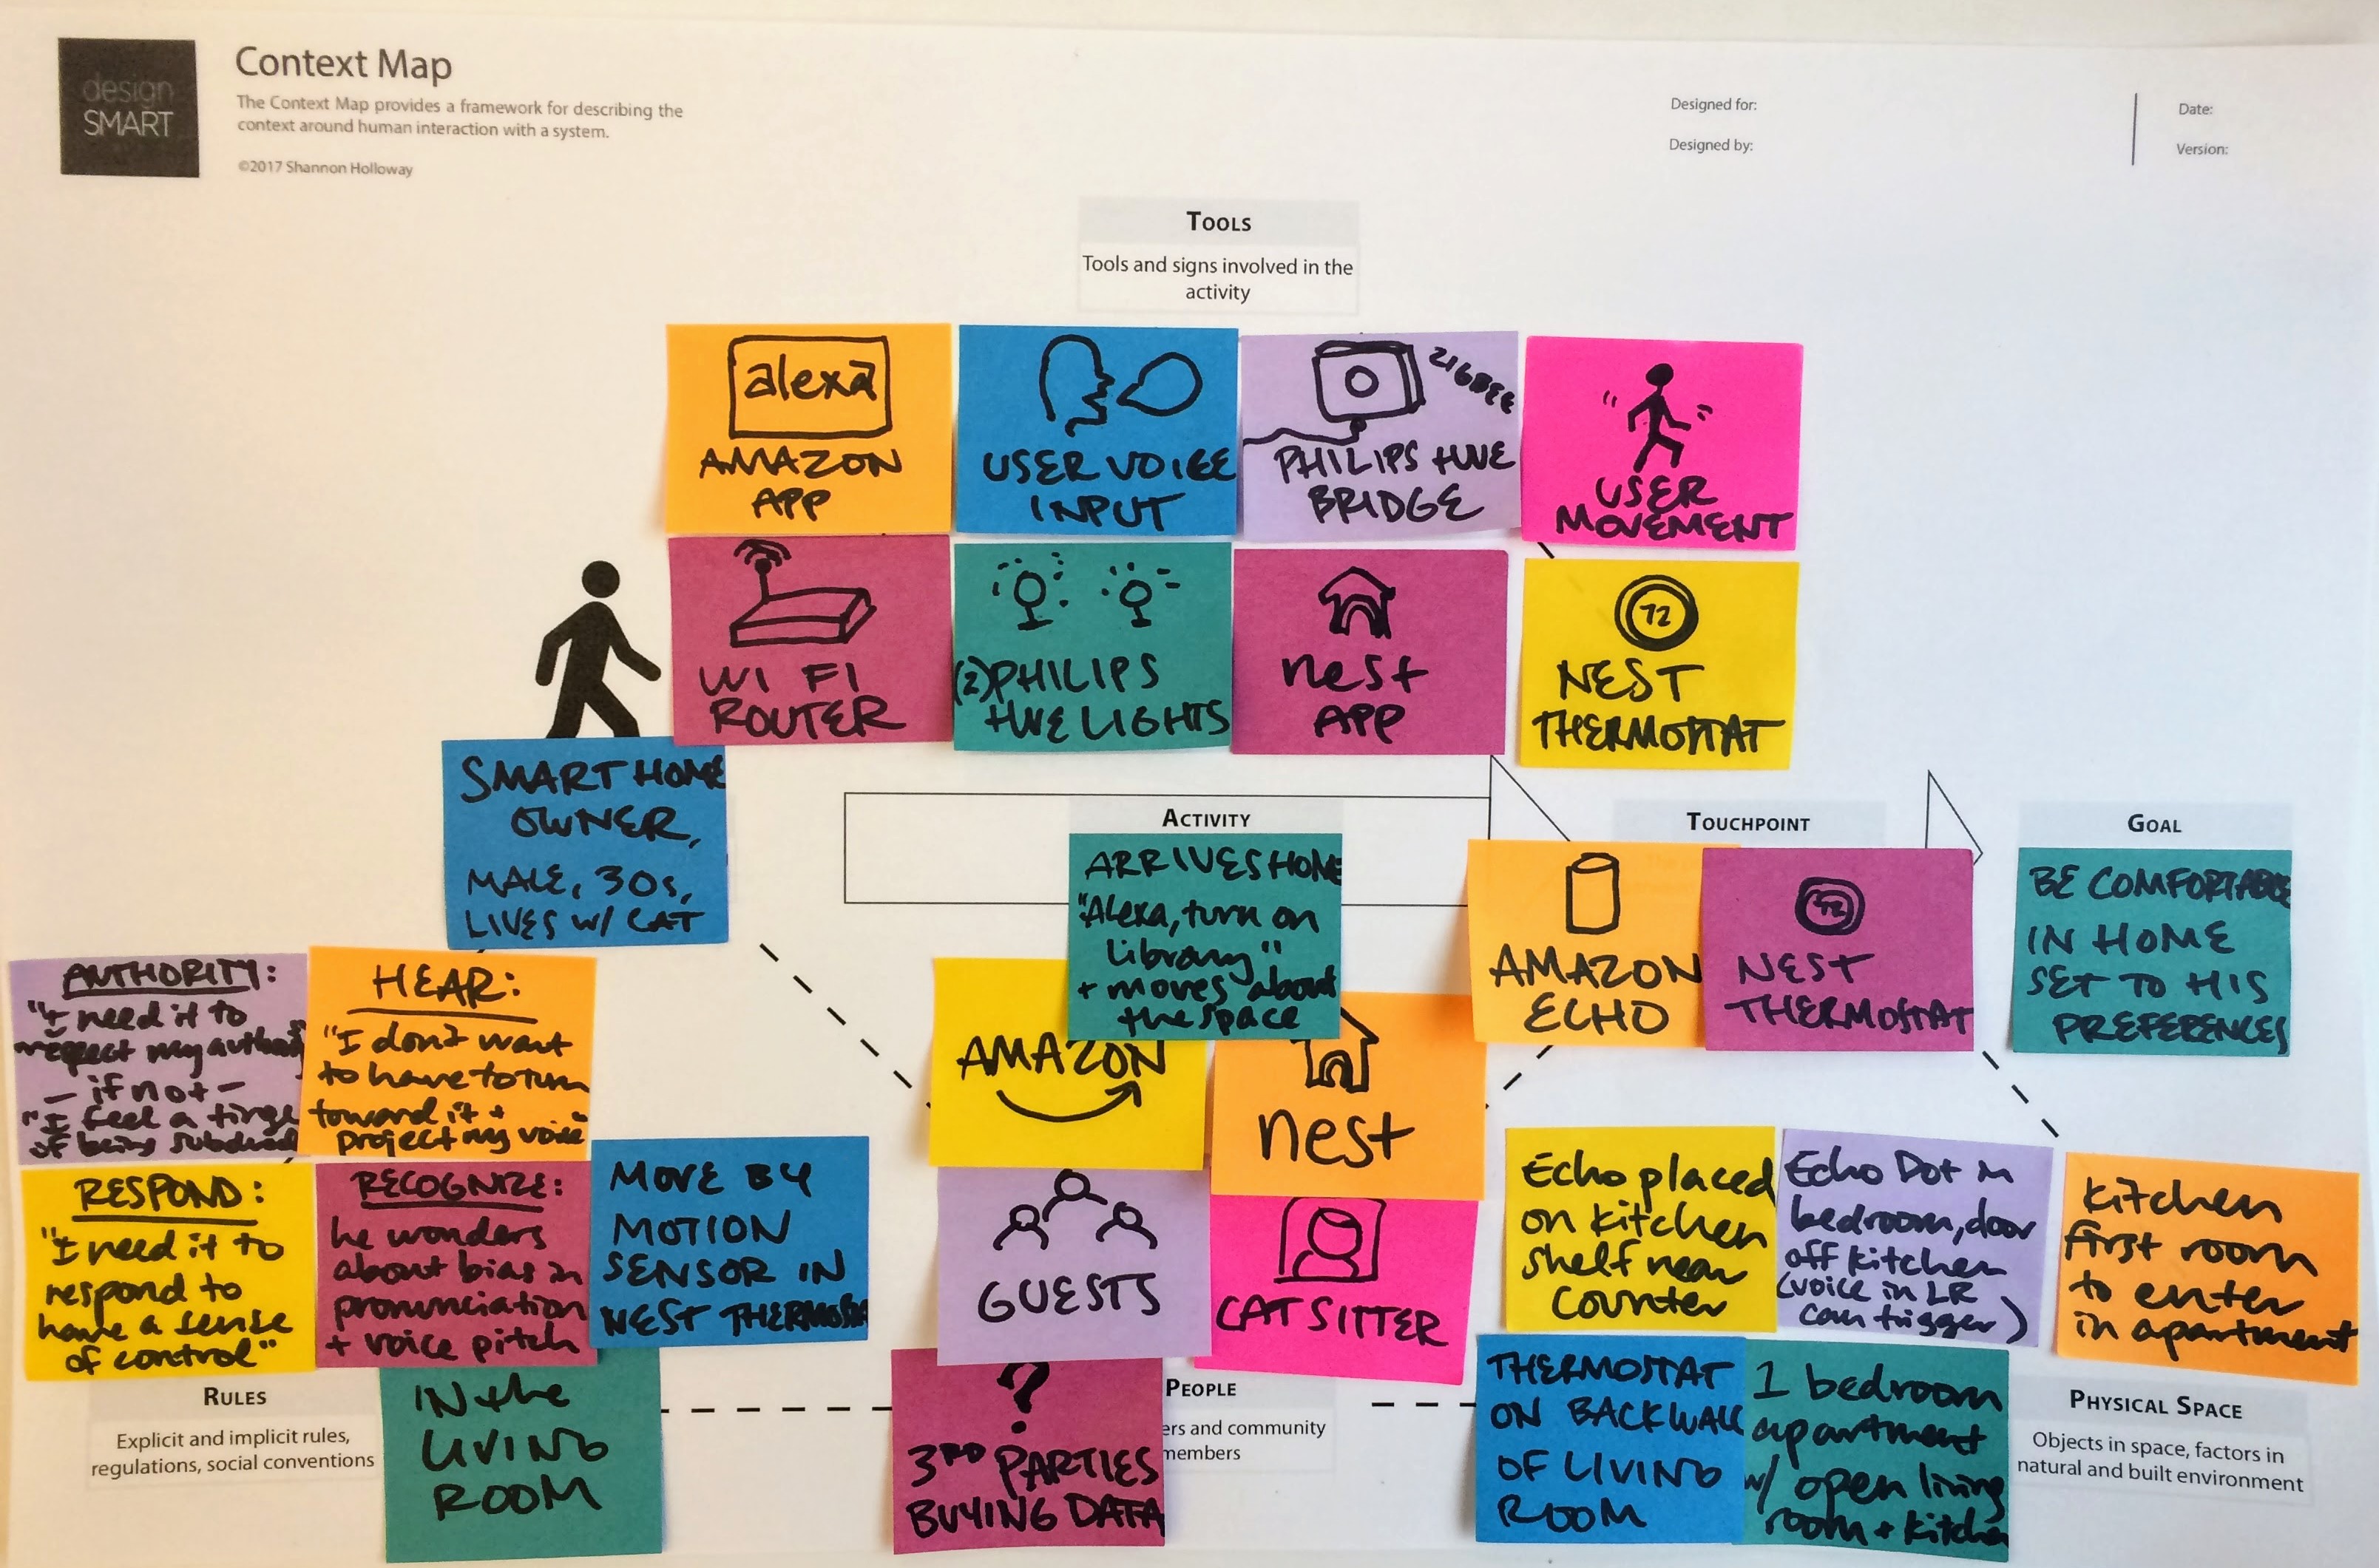 design
SMART
Context Map
The Context Map provides a framework for describing the
context around human interaction with a system.
©2017 Shannon Holloway
Designed for:
Designed by:
Date:
Version:
TOOLS
Tools and signs involved in the
activity
alexa
AMAZON
APP
USER VOICE
INPUT
ZIGBEE
PHILIPS HUE
BRIDGE
USER
MOVEMENT
WI FI
ROUTER
(2) PHILIPS
HUE LIGHTS
nest
APP
72
NEST
THERMOSTAT
SMART HOME
OWNER,
MALE, 30s,
LIVES W/ CAT
ACTIVITY
ARRIVES HOME
"Alexa, turn on
library"
+ moves about
the space
TOUCHPOINT
AMAZON
ECHO
72
NEST
THERMOSTAT
GOAL
BE COMFORTABLE
IN HOME
SET TO HIS
PREFERENCES
AUTHORITY:
"I need it to
respect my authority
— if not —
"I feel a tinge
of being
HEAR:
"I don't want
to have to turn
toward it +
project my voice"
RESPOND:
"I need it to
respond to
have a sense
of control"
RECOGNIZE:
he wonders
about bias in
pronunciation
+ voice pitch
MOVE BY
MOTION
SENSOR IN
NEST THERMOSTAT
IN the
LIVING
ROOM
RULES
Explicit and implicit rules,
regulations, social conventions
AMAZON
nest
GUESTS
CAT SITTER
?
3RD PARTIES
BUYING DATA
PEOPLE
ers and community
members
Echo placed
on kitchen
shelf near
counter
Echo Dot in
bedroom, door
off kitchen
(voice in LR
can trigger)
kitchen
first room
to enter
in apartment
THERMOSTAT
ON BACK WALL
OF LIVING
ROOM
1 bedroom
apartment
w/ open living
room + kitchen
PHYSICAL SPACE
Objects in space, factors in
natural and built environment